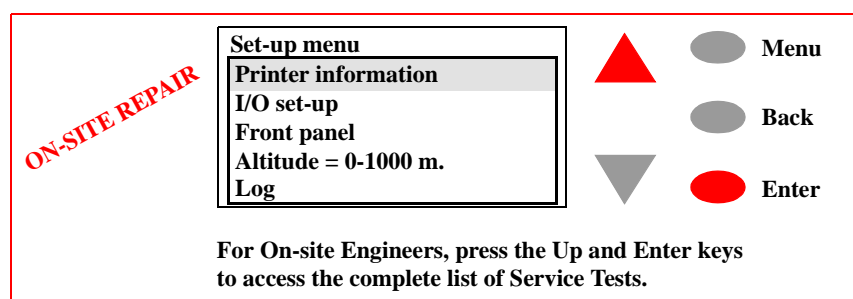 ON-SITE REPAIR
Set-up menu
Printer information
I/O set-up
Front panel
Altitude = 0-1000 m.
Log
Menu
Back
Enter
For On-site Engineers, press the Up and Enter keys
to access the complete list of Service Tests.